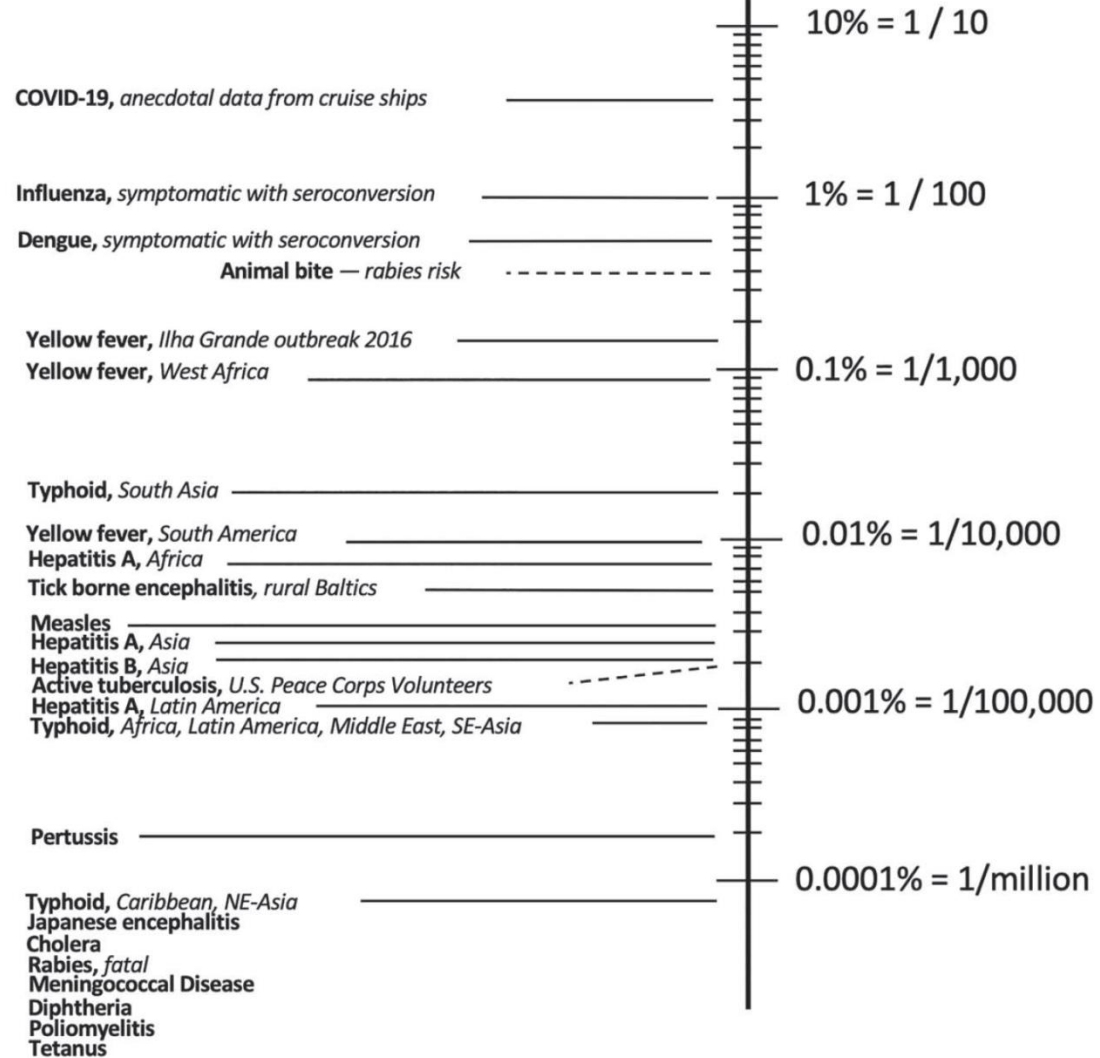 10% = 1 / 10
COVID-19, anecdotal data from cruise ships
Influenza, symptomatic with seroconversion
1% = 1 / 100
Dengue, symptomatic with seroconversion
Animal bite — rabies risk
Yellow fever, Ilha Grande outbreak 2016
Yellow fever, West Africa
0.1% = 1/1,000
Typhoid, South Asia
Yellow fever, South America
0.01% = 1/10,000
Hepatitis A, Africa
Tick borne encephalitis, rural Baltics
Measles
Hepatitis A, Asia
Hepatitis B, Asia
Active tuberculosis, U.S. Peace Corps Volunteers
Hepatitis A, Latin America
0.001% = 1/100,000
Typhoid, Africa, Latin America, Middle East, SE-Asia
Pertussis
0.0001% = 1/million
Typhoid, Caribbean, NE-Asia
Japanese encephalitis
Cholera
Rabies, fatal
Meningococcal Disease
Diphtheria
Poliomyelitis
Tetanus